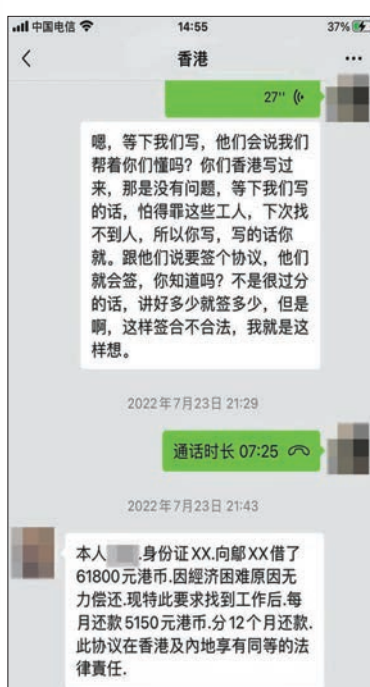 中国电信 14:55 37%
香港
27"
嗯，等下我们写，他们会说我们
帮着你们懂吗？你们香港写过
来，那是没有问题，等下我们写
的话，怕得罪这些工人，下次找
不到人，所以你写，写的话你
就。跟他们说要签个协议，他们
就会签，你知道吗？不是很过分
的话，讲好多少就签多少，但是
啊，这样签合不合法，我就是这
样想。
2022年7月23日 21:29
通话时长 07:25
2022年7月23日 21:43
本人 .身份证XX.向鄔XX借了
61800元港币.因經济困难原因无
力偿还.现特此要求找到工作后.每
月还款5150元港币.分12个月还款.
此协议在香港及內地享有同等的法
律責任.